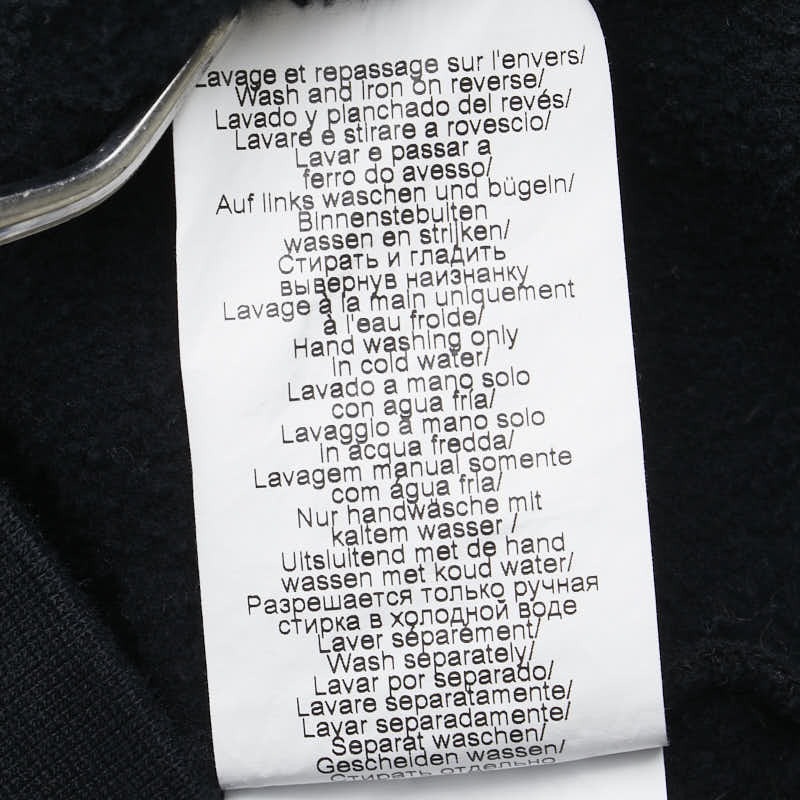 Lavage et repassage sur l'envers/
Wash and iron on reverse/
Lavado y planchado del revés/
Lavare e stirare a rovescio/
Lavar e passar a
ferro do avesso/
Auf links waschen und bügeln/
Binnenstebuiten
wassen en strijken/
Стирать и гладить
вывернув наизнанку
Lavage à la main uniquement
à l'eau froide/
Hand washing only
in cold water/
Lavado a mano solo
con agua fría/
Lavaggio a mano solo
in acqua fredda/
Lavagem manual somente
com água fria/
Nur handwäsche mit
kaltem wasser /
Uitsluitend met de hand
wassen met koud water/
Разрешается только ручная
стирка в холодной воде
Laver séparément/
Wash separately/
Lavar por separado/
Lavare separatamente/
Lavar separadamente/
Separat waschen/
Gescheiden wassen/
Стирать отдельно